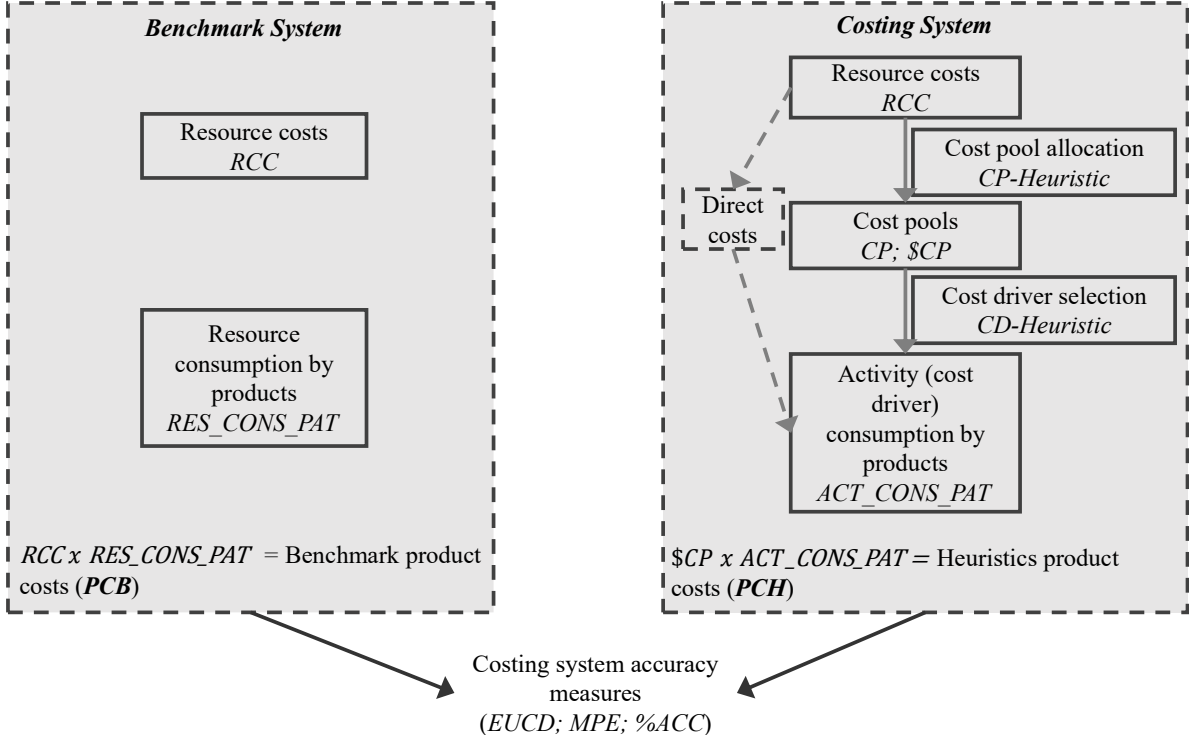 Benchmark System
Resource costs
RCC
Resource
consumption by
products
RES_CONS_PAT
RCC x RES_CONS_PAT = Benchmark product
costs (PCB)
Costing System
Resource costs
RCC
Cost pool allocation
CP-Heuristic
Direct
costs
Cost pools
CP; $CP
Cost driver selection
CD-Heuristic
Activity (cost
driver)
consumption by
products
ACT_CONS_PAT
$CP x ACT_CONS_PAT = Heuristics product
costs (PCH)
Costing system accuracy
measures
(EUCD; MPE; %ACC)